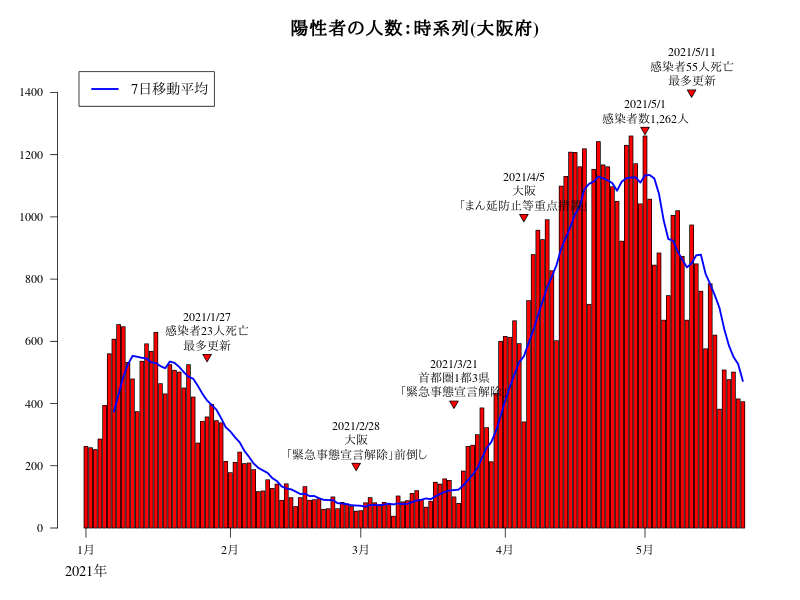 陽性者の人数：時系列(大阪府)
7日移動平均
2021/5/11
感染者55人死亡
最多更新
2021/5/1
感染者数1,262人
2021/4/5
大阪
「まん延防止等重点措置」
2021/1/27
感染者23人死亡
最多更新
2021/3/21
首都圏1都3県
「緊急事態宣言解除」
2021/2/28
大阪
「緊急事態宣言解除」前倒し
1400
1200
1000
800
600
400
200
0
1月 2月 3月 4月 5月
2021年